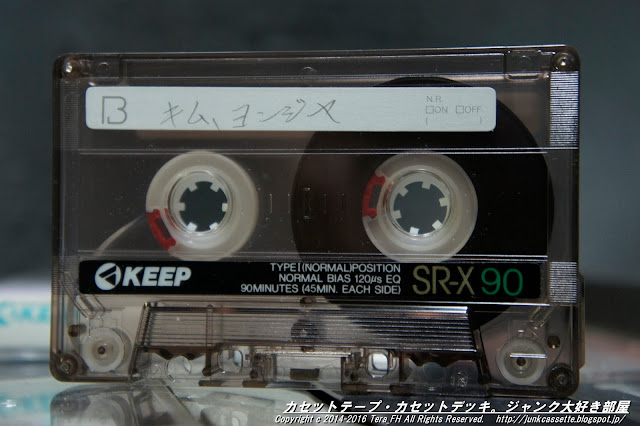 B キム、ヨンジャ
N.R.
□ON □OFF
( )
KEEP
TYPE I (NORMAL) POSITION
NORMAL BIAS 120μs EQ
90MINUTES (45MIN. EACH SIDE)
SR-X 90
KEEP
カセットテープ・カセットデッキ。ジャンク大好き部屋
Copyright c 2014-2016 Tera FH All Rights Reserved. http://junkcassette.blogspot.jp/